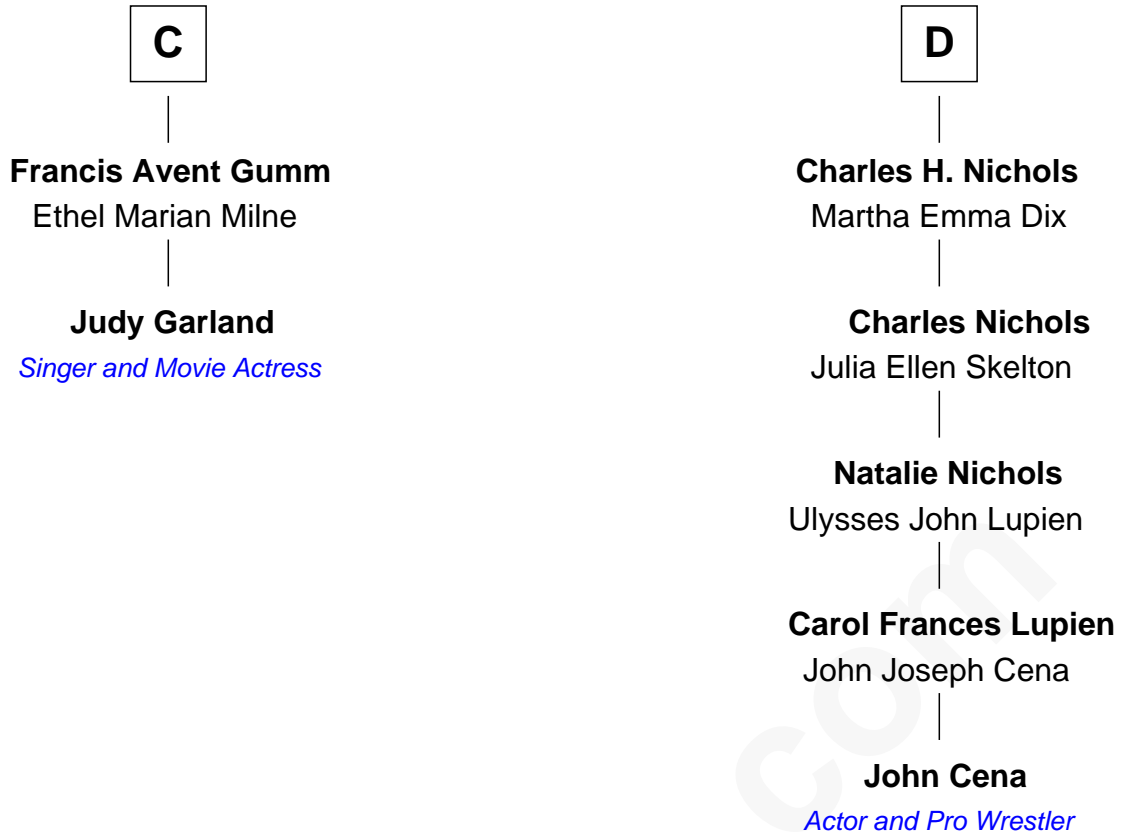 C
Francis Avent Gumm
Ethel Marian Milne
Judy Garland
Singer and Movie Actress
D
Charles H. Nichols
Martha Emma Dix
Charles Nichols
Julia Ellen Skelton
Natalie Nichols
Ulysses John Lupien
Carol Frances Lupien
John Joseph Cena
John Cena
Actor and Pro Wrestler
com